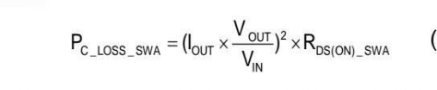 P_C_LOSS_SWA = (I_OUT × V_OUT / V_IN)² × R_DS(ON)_SWA (